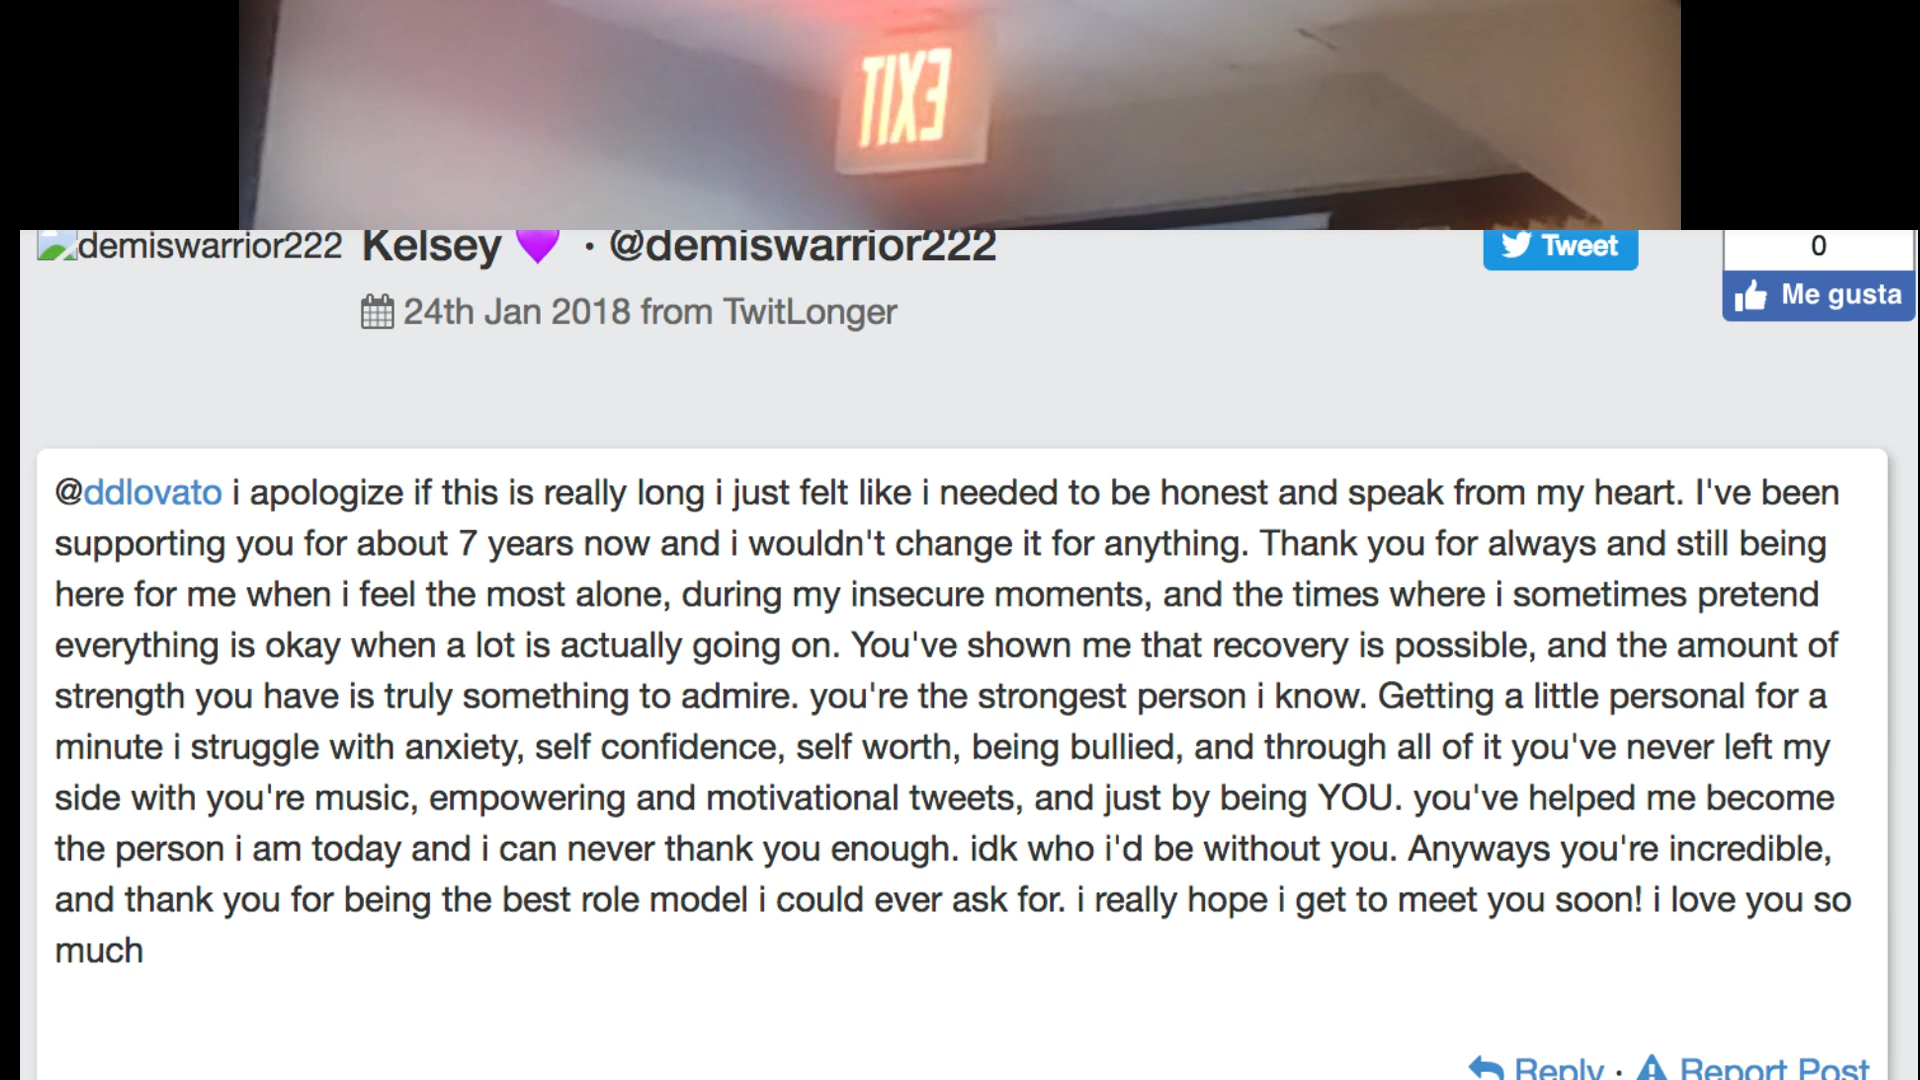 EXIT
demiswarrior222 Kelsey 💜 · @demiswarrior222
Tweet
0
24th Jan 2018 from TwitLonger
Me gusta
@ddlovato i apologize if this is really long i just felt like i needed to be honest and speak from my heart. I've been
supporting you for about 7 years now and i wouldn't change it for anything. Thank you for always and still being
here for me when i feel the most alone, during my insecure moments, and the times where i sometimes pretend
everything is okay when a lot is actually going on. You've shown me that recovery is possible, and the amount of
strength you have is truly something to admire. you're the strongest person i know. Getting a little personal for a
minute i struggle with anxiety, self confidence, self worth, being bullied, and through all of it you've never left my
side with you're music, empowering and motivational tweets, and just by being YOU. you've helped me become
the person i am today and i can never thank you enough. idk who i'd be without you. Anyways you're incredible,
and thank you for being the best role model i could ever ask for. i really hope i get to meet you soon! i love you so
much
Reply · Report Post